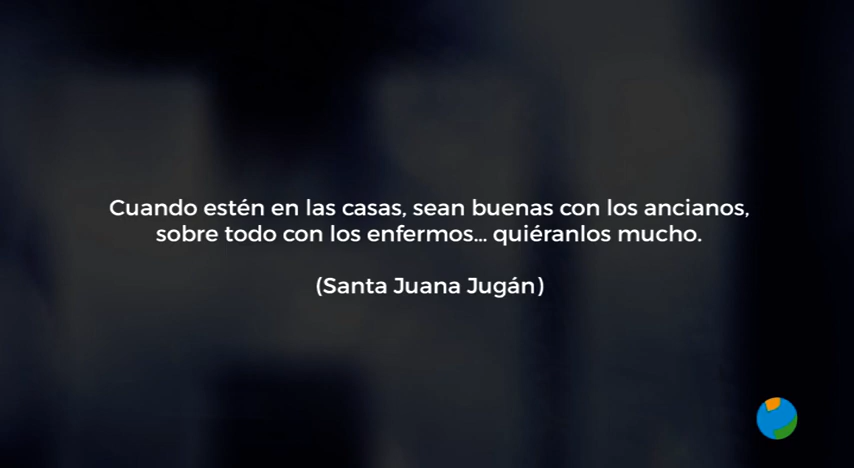 Cuando estén en las casas, sean buenas con los ancianos,
sobre todo con los enfermos... quiéranlos mucho.
(Santa Juana Jugán)